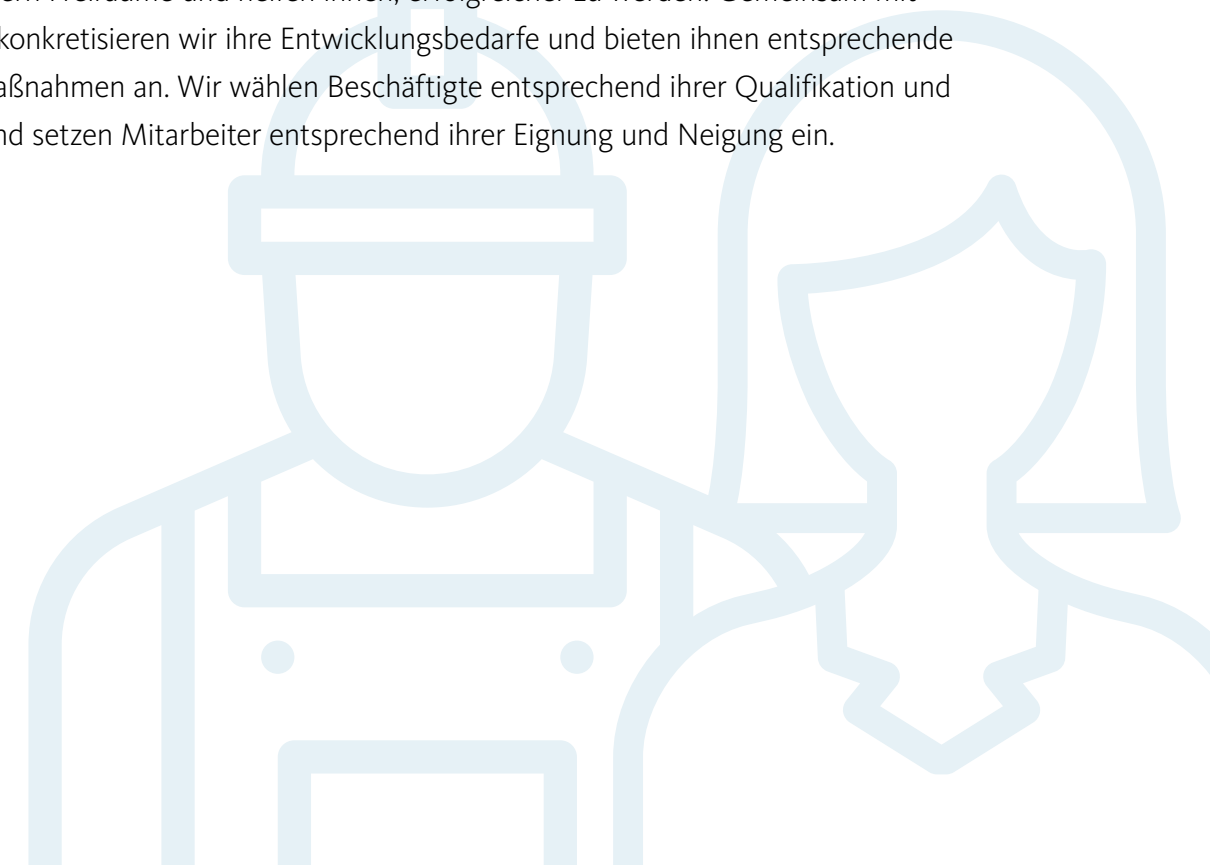 Freiräume und helfen ihnen, erfolgreicher zu werden. Gemeinsam mit
konkretisieren wir ihre Entwicklungsbedarfe und bieten ihnen entsprechende
aßnahmen an. Wir wählen Beschäftigte entsprechend ihrer Qualifikation und
nd setzen Mitarbeiter entsprechend ihrer Eignung und Neigung ein.